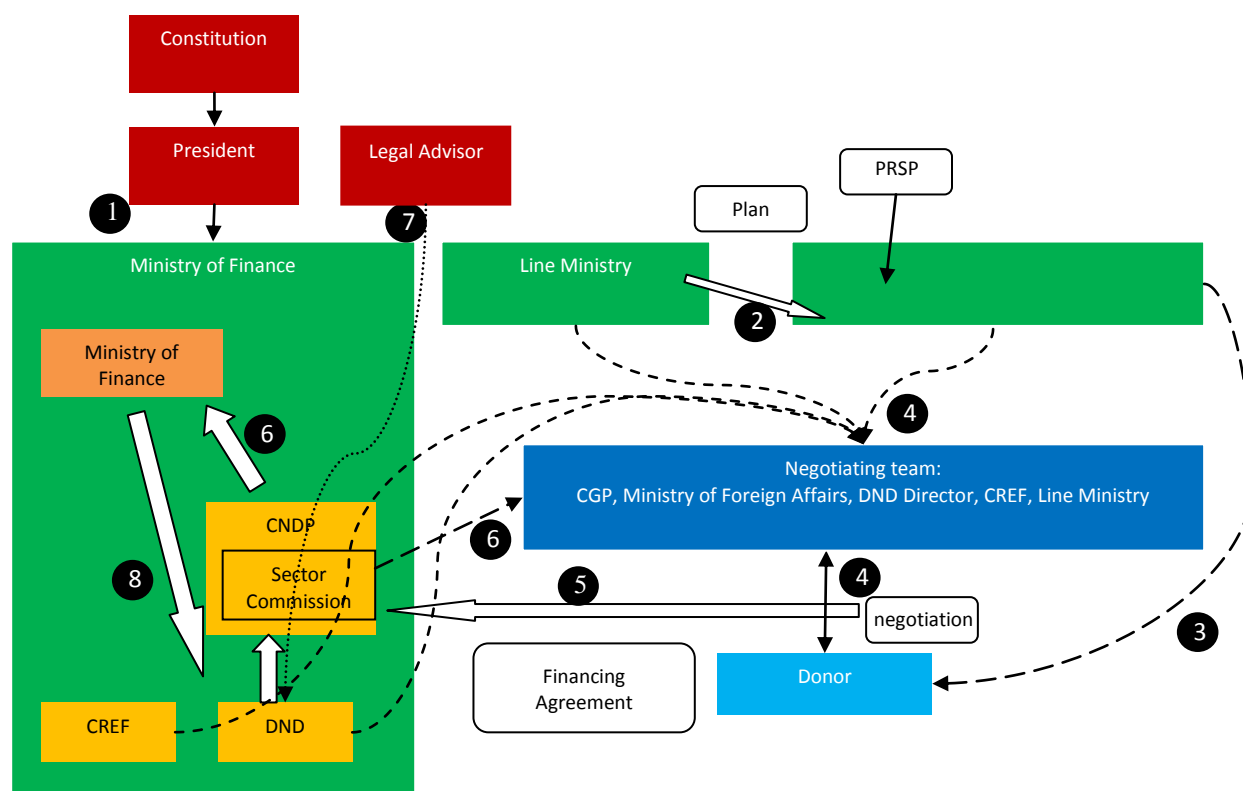 Constitution
President
Legal Advisor
PRSP
Plan
1
7
Ministry of Finance
Line Ministry
2
Ministry of
Finance
6
4
Negotiating team:
CGP, Ministry of Foreign Affairs, DND Director, CREF, Line Ministry
CNDP
6
Sector
Commission
8
5
4
negotiation
3
Financing
Agreement
Donor
CREF
DND